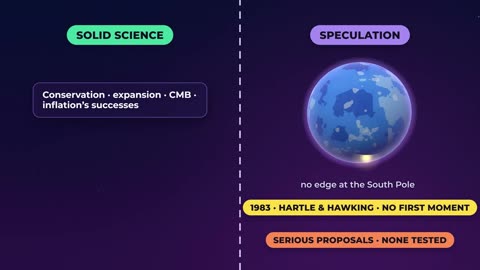 SOLID SCIENCE
Conservation · expansion · CMB ·
inflation's successes
SPECULATION
no edge at the South Pole
1983 · HARTLE & HAWKING · NO FIRST MOMENT
SERIOUS PROPOSALS · NONE TESTED